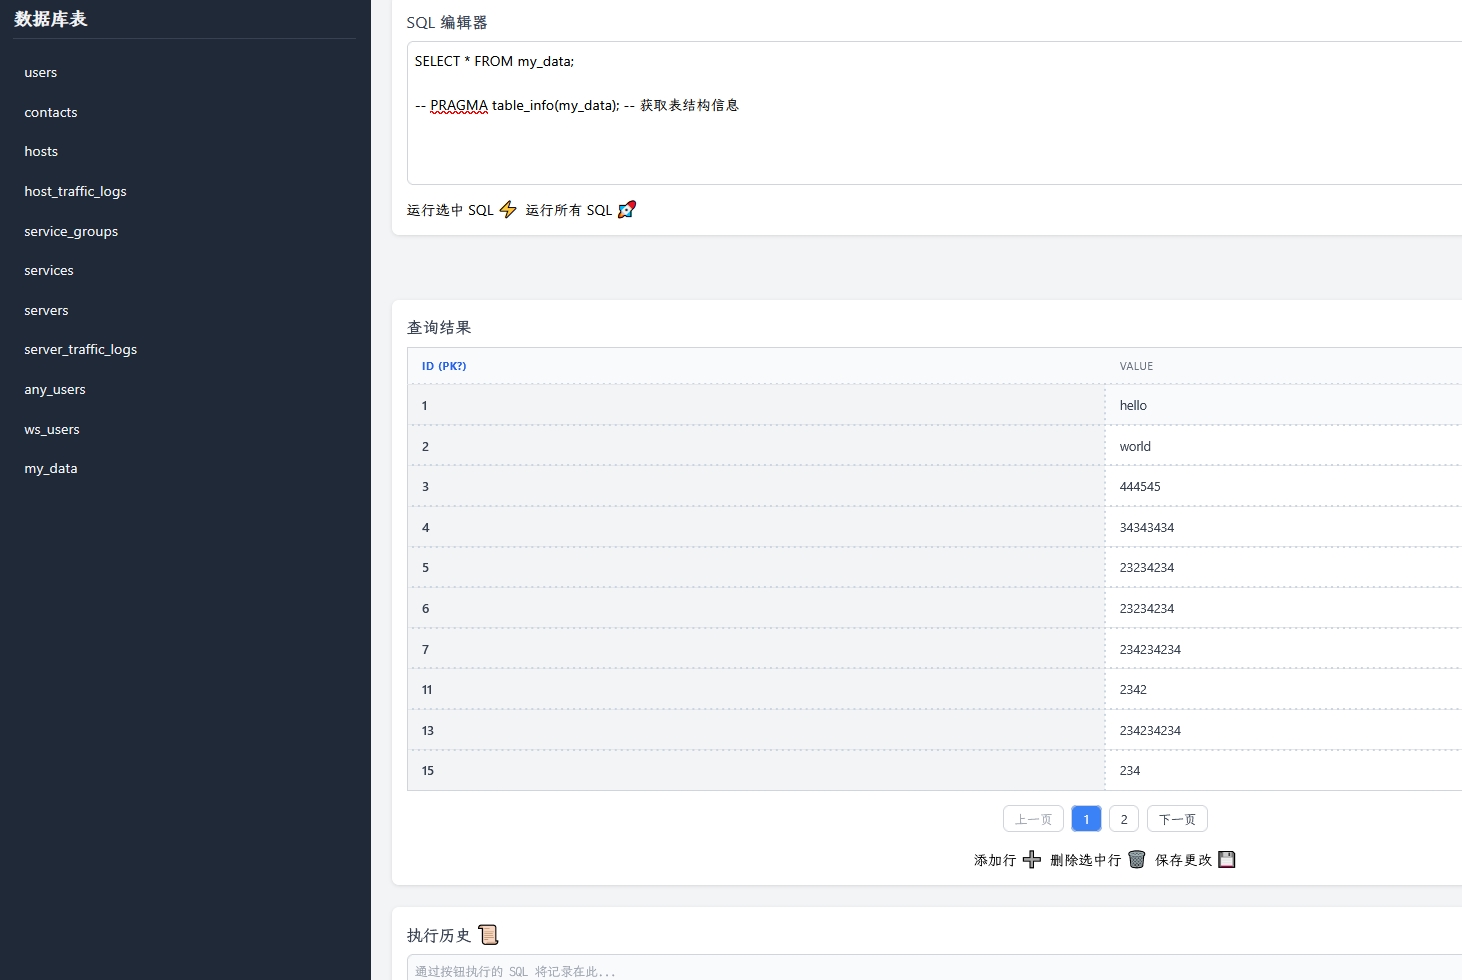 数据库表
users
contacts
hosts
host_traffic_logs
service_groups
services
servers
server_traffic_logs
any_users
ws_users
my_data
SQL 编辑器
SELECT * FROM my_data;
-- PRAGMA table_info(my_data); -- 获取表结构信息
运行选中 SQL ⚡ 运行所有 SQL 🚀
查询结果
ID (PK?) VALUE
1 hello
2 world
3 444545
4 34343434
5 23234234
6 23234234
7 234234234
11 2342
13 234234234
15 234
上一页 1 2 下一页
添加行 ➕ 删除选中行 🗑️ 保存更改 💾
执行历史 📜
通过按钮执行的 SQL 将记录在此...